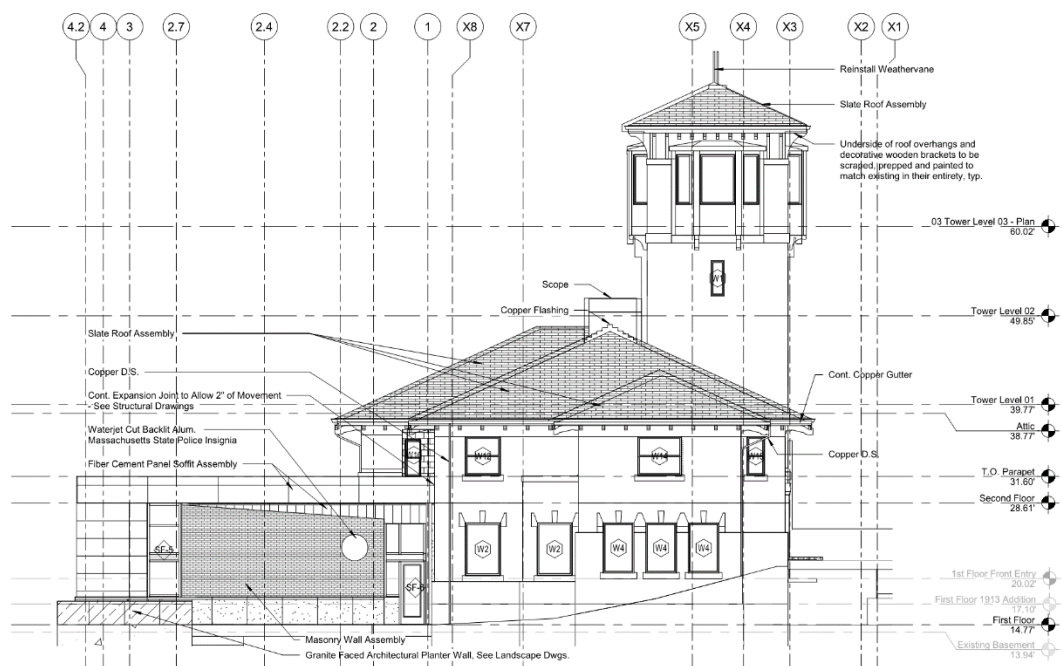 4.2 4 3 2.7 2.4 2.2 2 1 X8 X7 X5 X4 X3 X2 X1
Reinstall Weathervane
Slate Roof Assembly
Underside of roof overhangs and
decorative wooden brackets to be
scraped, prepped and painted to
match existing in their entirety, typ.
03 Tower Level 03 - Plan
60.02'
W1
Scope
Copper Flashing
Tower Level 02
49.85'
Slate Roof Assembly
Copper D.S.
Cont. Expansion Joint to Allow 2" of Movement
- See Structural Drawings
Waterjet Cut Backlit Alum.
Massachusetts State Police Insignia
Fiber Cement Panel Soffit Assembly
Cont. Copper Gutter
Tower Level 01
39.77'
Attic
38.77'
Copper D.S.
W12 W14
T.O. Parapet
31.60'
Second Floor
28.61'
SF-5
W2 W2 W4 W4 W4
SF-6
1st Floor Front Entry
20.02'
First Floor 1913 Addition
17.10'
First Floor
14.77'
Existing Basement
13.94'
Masonry Wall Assembly
Granite Faced Architectural Planter Wall, See Landscape Dwgs.